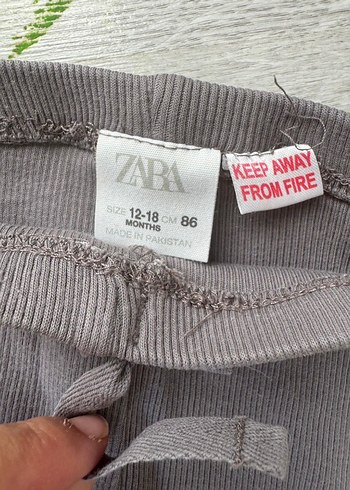 ZARA
SIZE 12-18 CM 86
MONTHS
MADE IN PAKISTAN
KEEP AWAY
FROM FIRE